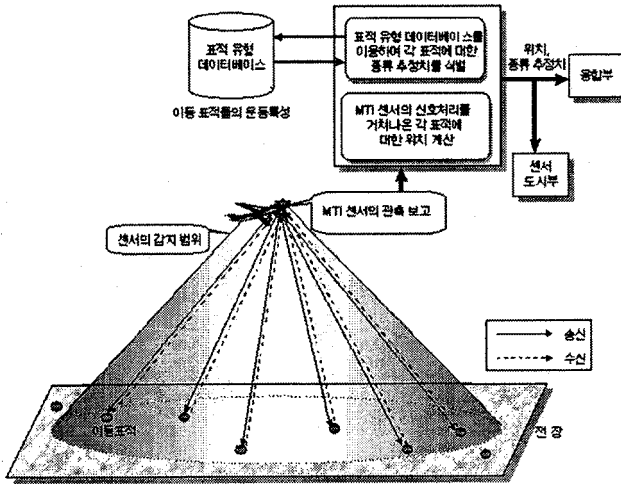 표적 유형
데이터베이스
이동 표적들의 운동특성
표적 유형 데이터베이스를
이용하여 각 표적에 대한
종류 추정치를 식별
MTI 센서의 신호처리를
거쳐나온 각 표적에
대한 위치 계산
위치,
종류 추정치
융합부
센서
도시부
MTI 센서의 관측 보고
센서의 감지 범위
송신
수신
이동표적
전 장